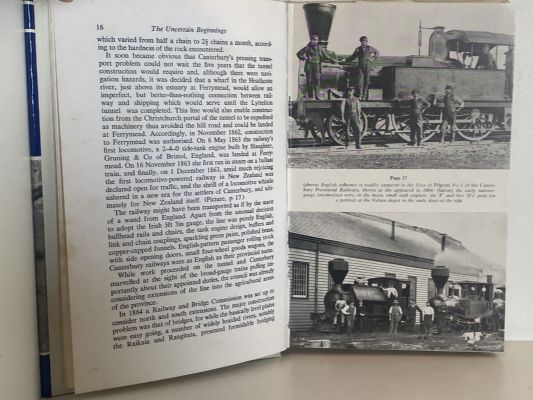 16
The Uncertain Beginnings
which varied from half a chain to 2½ chains a month, accord-
ing to the hardness of the rock encountered.
It soon became obvious that Canterbury's pressing trans-
port problem could not wait the five years that the tunnel
construction would require and, although there were navi-
gation hazards, it was decided that a wharf in the Heathcote
river, just above its estuary at Ferrymead, would allow an
imperfect, but better-than-nothing connection between rail-
way and shipping which would serve until the Lyttelton
tunnel was completed. This line would also enable construc-
tion from the Christchurch portal of the tunnel to be expedited
as machinery thus avoided the hill road and could be landed
at Ferrymead. Accordingly, in November 1862, construction
to Ferrymead was authorised. On 6 May 1863 the railway's
first locomotive, a 2-4-0 side-tank engine built by Slaughter,
Gruning & Co of Bristol, England, was landed at Ferry-
mead. On 16 November 1863 she first ran in steam on a ballast
train, and finally, on 1 December 1863, amid much rejoicing
the first locomotive-powered railway in New Zealand was
declared open for traffic, and the shrill of a locomotive whistle
ushered in a new era for the settlers of Canterbury, and ulti-
mately for New Zealand itself. (Picture, p 17.)
The railway might have been transported as if by the wave
of a wand from England. Apart from the unusual decision
to adopt the Irish 5ft 3in gauge, the line was purely English,
bullhead rails and chairs, the tank engine design, buffers and
link and chain couplings, sparkling green paint, polished brass,
copper-capped funnels. English-pattern passenger rolling stock
with side opening doors, small four-wheel goods wagons, the
Canterbury railways were as English as their provincial name.
While work proceeded on the tunnel and Canterbury
marvelled at the sight of the broad-gauge trains puffing im-
portantly about their appointed duties, the council was already
considering extensions of the line into the agricultural areas
of the province.
In 1864 a Railway and Bridge Commission was set up to
consider north and south extensions. The major construction
problem was that of bridges, for while the basically level plains
were easy going, a number of widely braided rivers, notably
the Raikaia and Rangitata, presented formidable bridging
Page 17
(above) English influence is readily apparent in the lines of Pilgrim No 1 of the Canter-
bury Provincial Railways, shown as she appeared in 1864. (below) the early narrow-
gauge locomotives were, in the main, small tank engines. An 'F' and two 'D's' pose for
a portrait at the Nelson depot in the early days of the